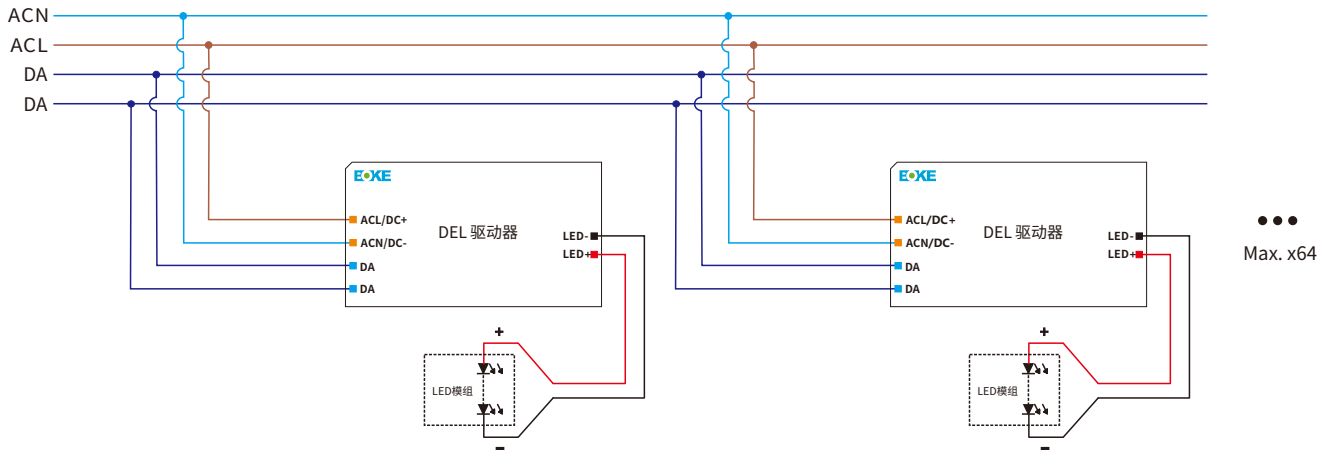 ACN
ACL
DA
DA
EOKE
ACL/DC+
ACN/DC-
DA
DA
DEL 驱动器
LED-
LED+
+
LED模组
-
EOKE
ACL/DC+
ACN/DC-
DA
DA
DEL 驱动器
LED-
LED+
+
LED模组
-
•••
Max. x64